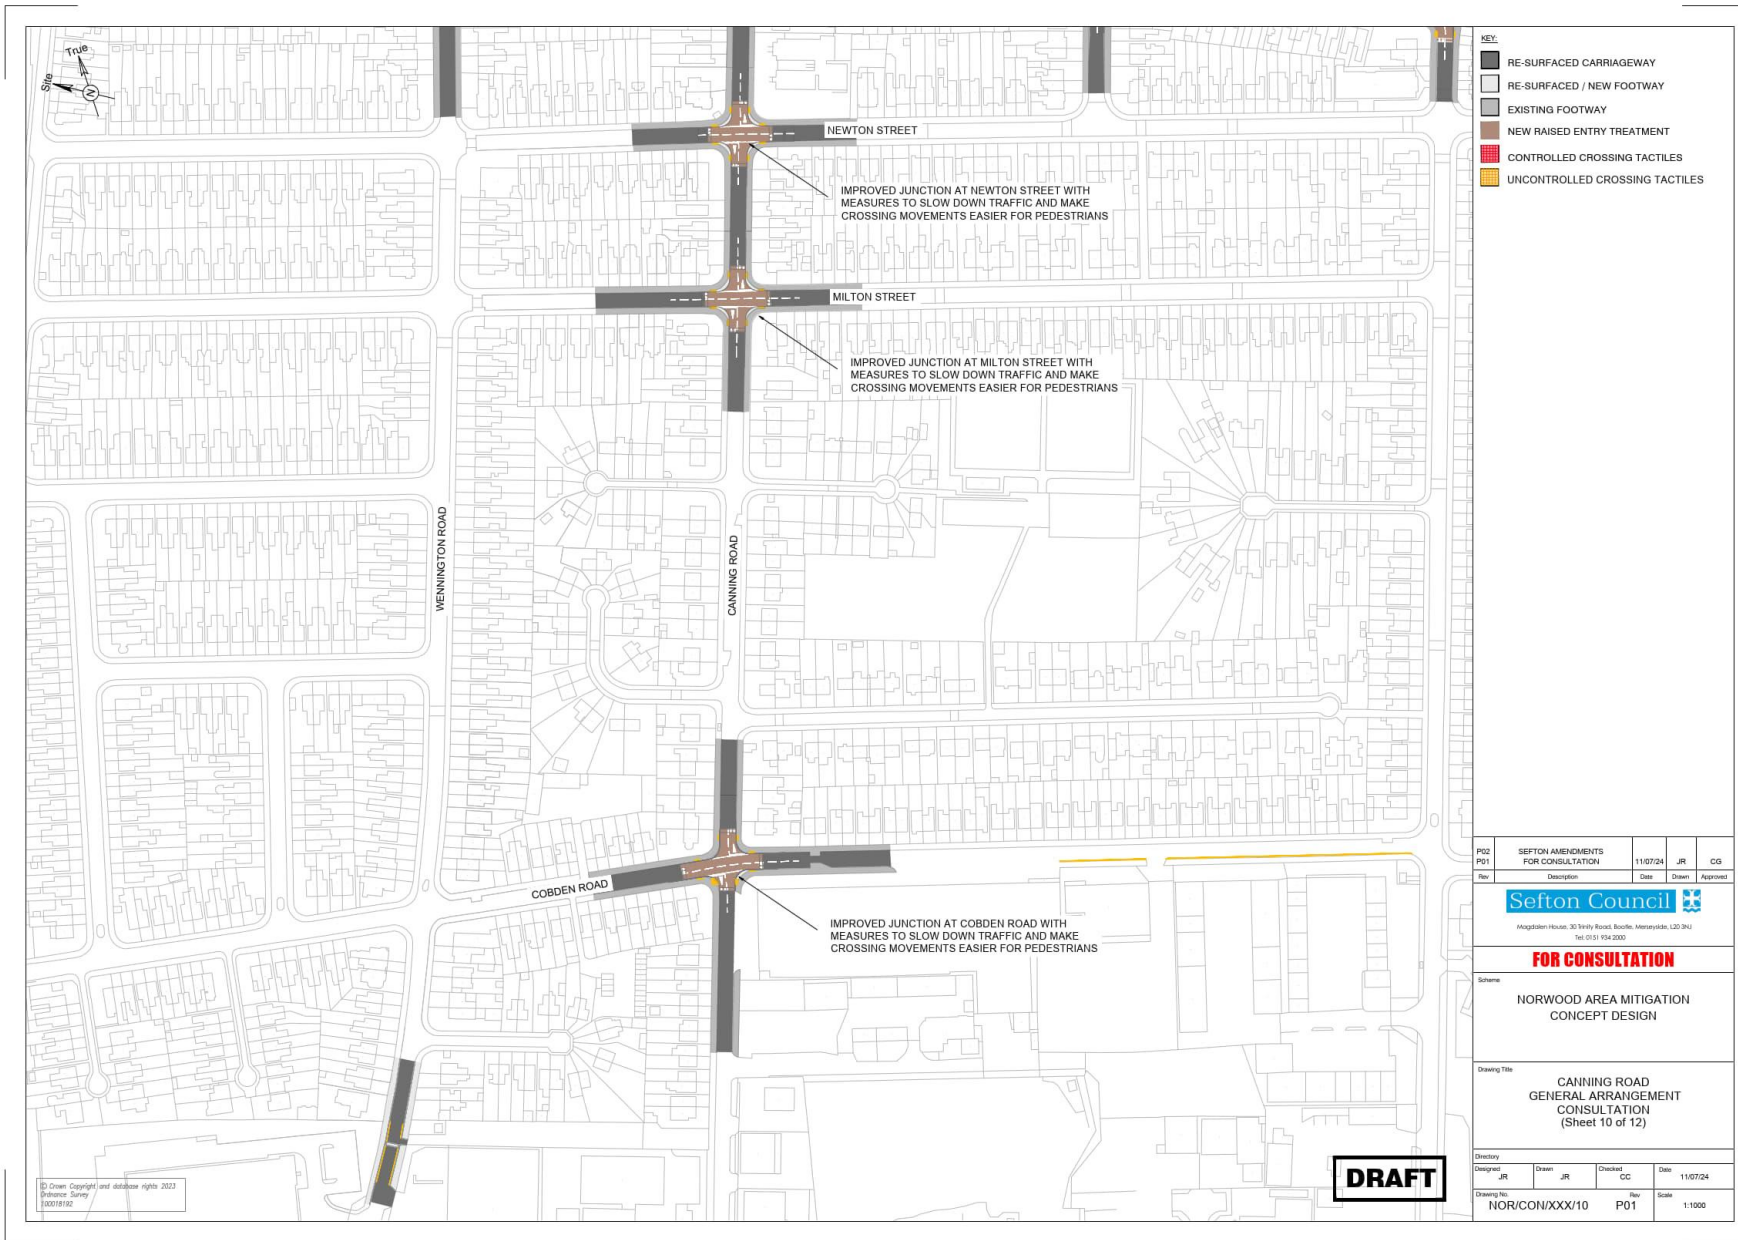 True
Site
N
NEWTON STREET
IMPROVED JUNCTION AT NEWTON STREET WITH
MEASURES TO SLOW DOWN TRAFFIC AND MAKE
CROSSING MOVEMENTS EASIER FOR PEDESTRIANS
MILTON STREET
IMPROVED JUNCTION AT MILTON STREET WITH
MEASURES TO SLOW DOWN TRAFFIC AND MAKE
CROSSING MOVEMENTS EASIER FOR PEDESTRIANS
WENNINGTON ROAD
CANNING ROAD
COBDEN ROAD
IMPROVED JUNCTION AT COBDEN ROAD WITH
MEASURES TO SLOW DOWN TRAFFIC AND MAKE
CROSSING MOVEMENTS EASIER FOR PEDESTRIANS
© Crown Copyright and database rights 2023
Ordnance Survey
100018192
DRAFT
KEY:
RE-SURFACED CARRIAGEWAY
RE-SURFACED / NEW FOOTWAY
EXISTING FOOTWAY
NEW RAISED ENTRY TREATMENT
CONTROLLED CROSSING TACTILES
UNCONTROLLED CROSSING TACTILES
P02 SEFTON AMENDMENTS
P01 FOR CONSULTATION 11/07/24 JR CG
Rev Description Date Drawn Approved
Sefton Council
Magdalen House, 30 Trinity Road, Bootle, Merseyside, L20 3NJ
Tel: 0151 934 2000
FOR CONSULTATION
Scheme
NORWOOD AREA MITIGATION
CONCEPT DESIGN
Drawing Title
CANNING ROAD
GENERAL ARRANGEMENT
CONSULTATION
(Sheet 10 of 12)
Directory
Designed Drawn Checked Date
JR JR CC 11/07/24
Drawing No. Rev Scale
NOR/CON/XXX/10 P01 1:1000